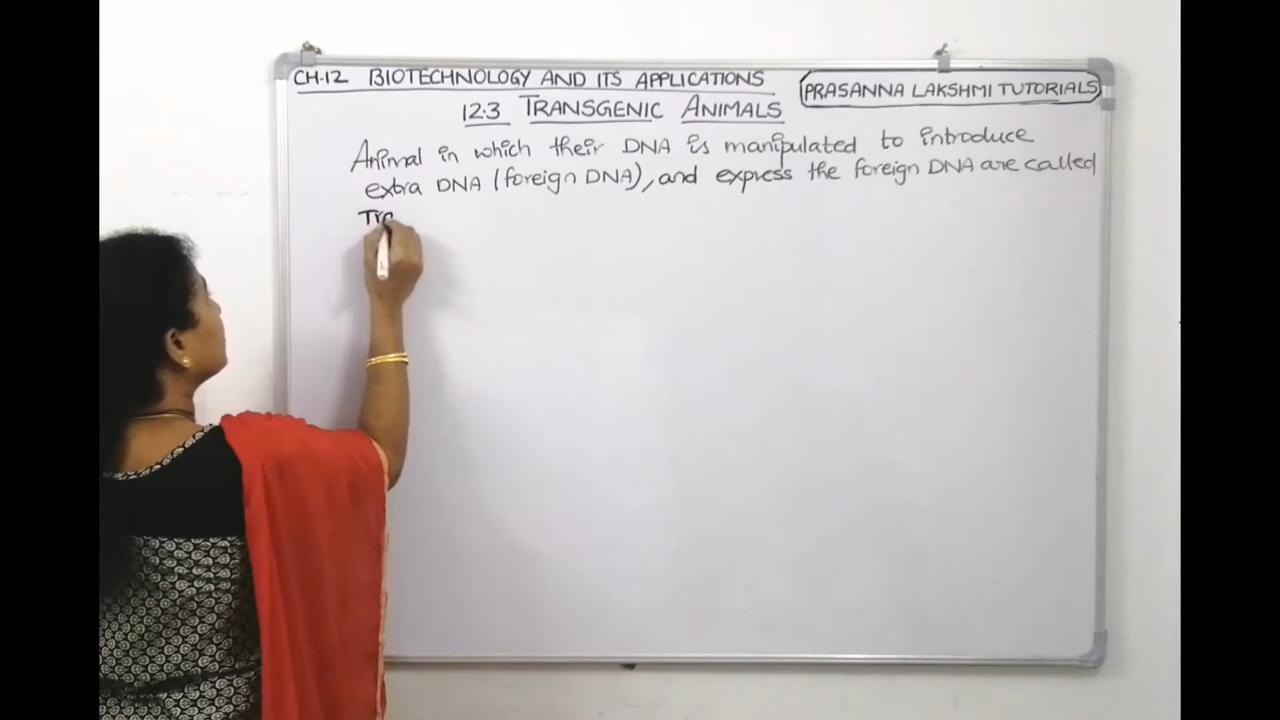 CH.12 BIOTECHNOLOGY AND ITS APPLICATIONS
PRASANNA LAKSHMI TUTORIALS
12.3 TRANSGENIC ANIMALS
Animal in which their DNA is manipulated to introduce
extra DNA (foreign DNA), and express the foreign DNA are called
Tra